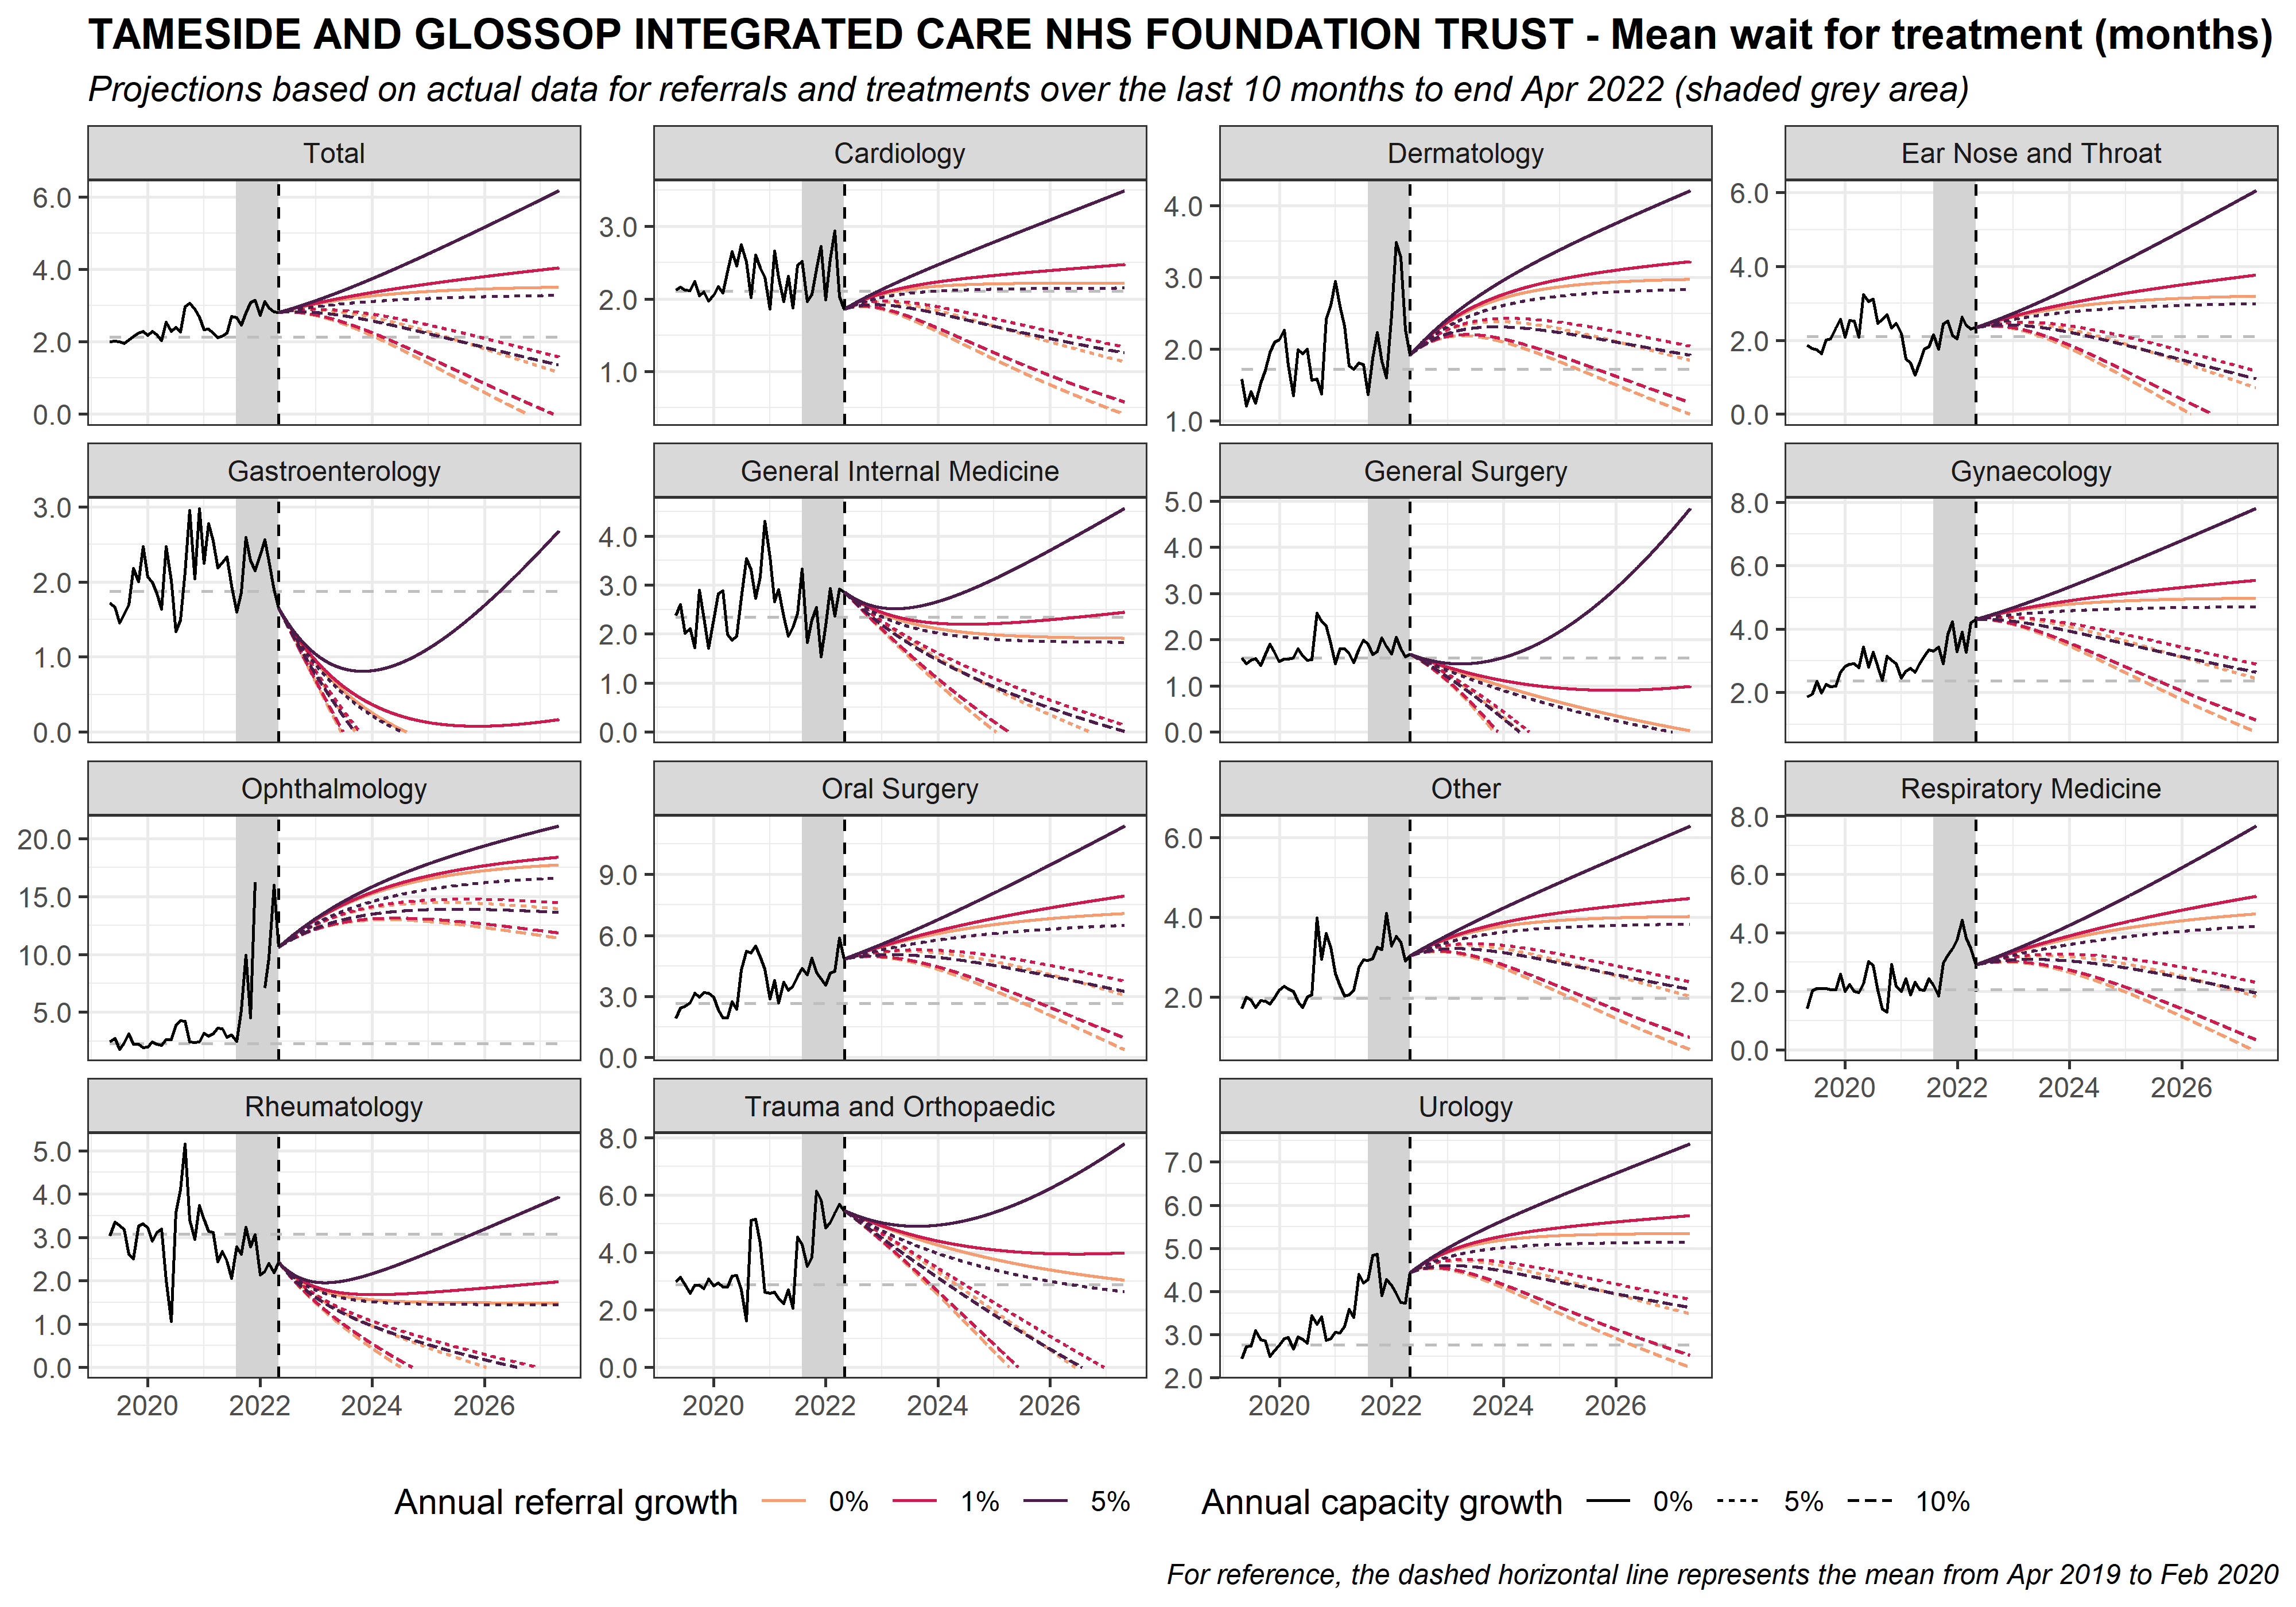 TAMESIDE AND GLOSSOP INTEGRATED CARE NHS FOUNDATION TRUST - Mean wait for treatment (months)
Projections based on actual data for referrals and treatments over the last 10 months to end Apr 2022 (shaded grey area)
Total
6.0
4.0
2.0
0.0
Cardiology
3.0
2.0
1.0
Dermatology
4.0
3.0
2.0
1.0
Ear Nose and Throat
6.0
4.0
2.0
0.0
Gastroenterology
3.0
2.0
1.0
0.0
General Internal Medicine
4.0
3.0
2.0
1.0
0.0
General Surgery
5.0
4.0
3.0
2.0
1.0
0.0
Gynaecology
8.0
6.0
4.0
2.0
Ophthalmology
20.0
15.0
10.0
5.0
Oral Surgery
9.0
6.0
3.0
0.0
Other
6.0
4.0
2.0
Respiratory Medicine
8.0
6.0
4.0
2.0
0.0
2020 2022 2024 2026
Rheumatology
5.0
4.0
3.0
2.0
1.0
0.0
2020 2022 2024 2026
Trauma and Orthopaedic
8.0
6.0
4.0
2.0
0.0
2020 2022 2024 2026
Urology
7.0
6.0
5.0
4.0
3.0
2.0
2020 2022 2024 2026
Annual referral growth 0% 1% 5% Annual capacity growth 0% 5% 10%
For reference, the dashed horizontal line represents the mean from Apr 2019 to Feb 2020